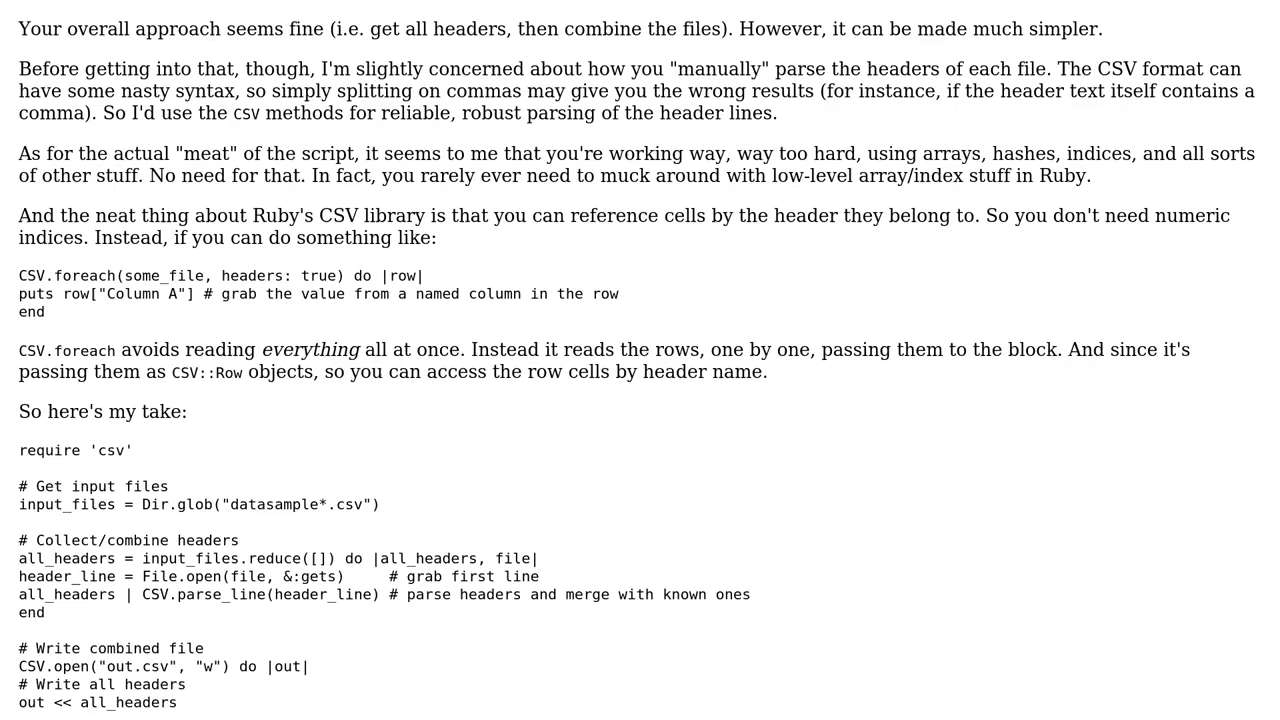 Your overall approach seems fine (i.e. get all headers, then combine the files). However, it can be made much simpler.
Before getting into that, though, I'm slightly concerned about how you "manually" parse the headers of each file. The CSV format can
have some nasty syntax, so simply splitting on commas may give you the wrong results (for instance, if the header text itself contains a
comma). So I'd use the CSV methods for reliable, robust parsing of the header lines.
As for the actual "meat" of the script, it seems to me that you're working way, way too hard, using arrays, hashes, indices, and all sorts
of other stuff. No need for that. In fact, you rarely ever need to muck around with low-level array/index stuff in Ruby.
And the neat thing about Ruby's CSV library is that you can reference cells by the header they belong to. So you don't need numeric
indices. Instead, if you can do something like:
CSV.foreach(some_file, headers: true) do |row|
puts row["Column A"] # grab the value from a named column in the row
end
CSV.foreach avoids reading everything all at once. Instead it reads the rows, one by one, passing them to the block. And since it's
passing them as CSV::Row objects, so you can access the row cells by header name.
So here's my take:
require 'csv'
# Get input files
input_files = Dir.glob("datasample*.csv")
# Collect/combine headers
all_headers = input_files.reduce([]) do |all_headers, file|
header_line = File.open(file, &:gets)     # grab first line
all_headers | CSV.parse_line(header_line) # parse headers and merge with known ones
end
# Write combined file
CSV.open("out.csv", "w") do |out|
# Write all headers
out << all_headers